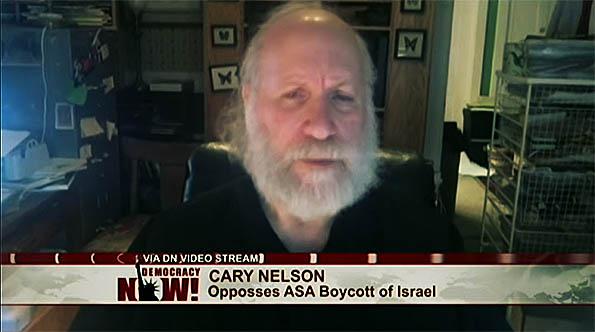 VIA DN VIDEO STREAM
DEMOCRACY
NOW!
CARY NELSON
Opposses ASA Boycott of Israel